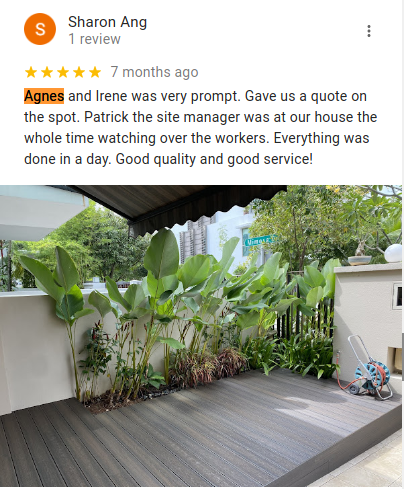 S
Sharon Ang
1 review
7 months ago
Agnes and Irene was very prompt. Gave us a quote on
the spot. Patrick the site manager was at our house the
whole time watching over the workers. Everything was
done in a day. Good quality and good service!